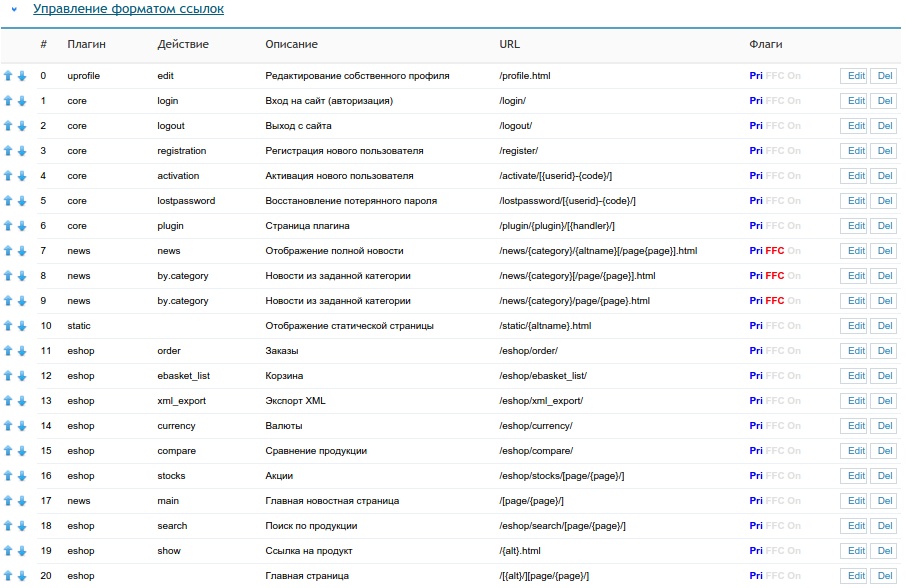 Управление форматом ссылок
# Плагин Действие Описание URL Флаги
0 uprofile edit Редактирование собственного профиля /profile.html Pri FFC On Edit Del
1 core login Вход на сайт (авторизация) /login/ Pri FFC On Edit Del
2 core logout Выход с сайта /logout/ Pri FFC On Edit Del
3 core registration Регистрация нового пользователя /register/ Pri FFC On Edit Del
4 core activation Активация нового пользователя /activate/[{userid}-{code}/] Pri FFC On Edit Del
5 core lostpassword Восстановление потерянного пароля /lostpassword/[{userid}-{code}/] Pri FFC On Edit Del
6 core plugin Страница плагина /plugin/{plugin}/[{handler}/] Pri FFC On Edit Del
7 news news Отображение полной новости /news/{category}/{altname}[/page{page}].html Pri FFC On Edit Del
8 news by.category Новости из заданной категории /news/{category}[/page/{page}].html Pri FFC On Edit Del
9 news by.category Новости из заданной категории /news/{category}/page/{page}.html Pri FFC On Edit Del
10 static Отображение статической страницы /static/{altname}.html Pri FFC On Edit Del
11 eshop order Заказы /eshop/order/ Pri FFC On Edit Del
12 eshop ebasket_list Корзина /eshop/ebasket_list/ Pri FFC On Edit Del
13 eshop xml_export Экспорт XML /eshop/xml_export/ Pri FFC On Edit Del
14 eshop currency Валюты /eshop/currency/ Pri FFC On Edit Del
15 eshop compare Сравнение продукции /eshop/compare/ Pri FFC On Edit Del
16 eshop stocks Акции /eshop/stocks/[page/{page}/] Pri FFC On Edit Del
17 news main Главная новостная страница /[page/{page}/] Pri FFC On Edit Del
18 eshop search Поиск по продукции /eshop/search/[page/{page}/] Pri FFC On Edit Del
19 eshop show Ссылка на продукт /{alt}.html Pri FFC On Edit Del
20 eshop Главная страница /[{alt}/][page/{page}/] Pri FFC On Edit Del